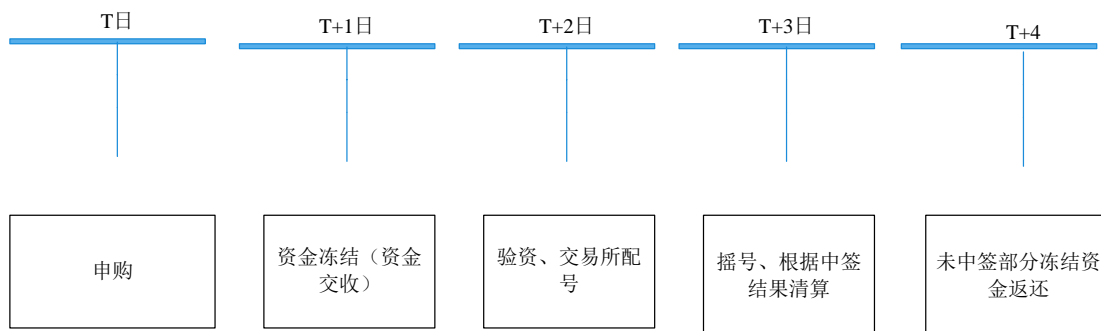 T日
T+1日
T+2日
T+3日
T+4
申购
资金冻结（资金
交收）
验资、交易所配
号
摇号、根据中签
结果清算
未中签部分冻结资
金返还